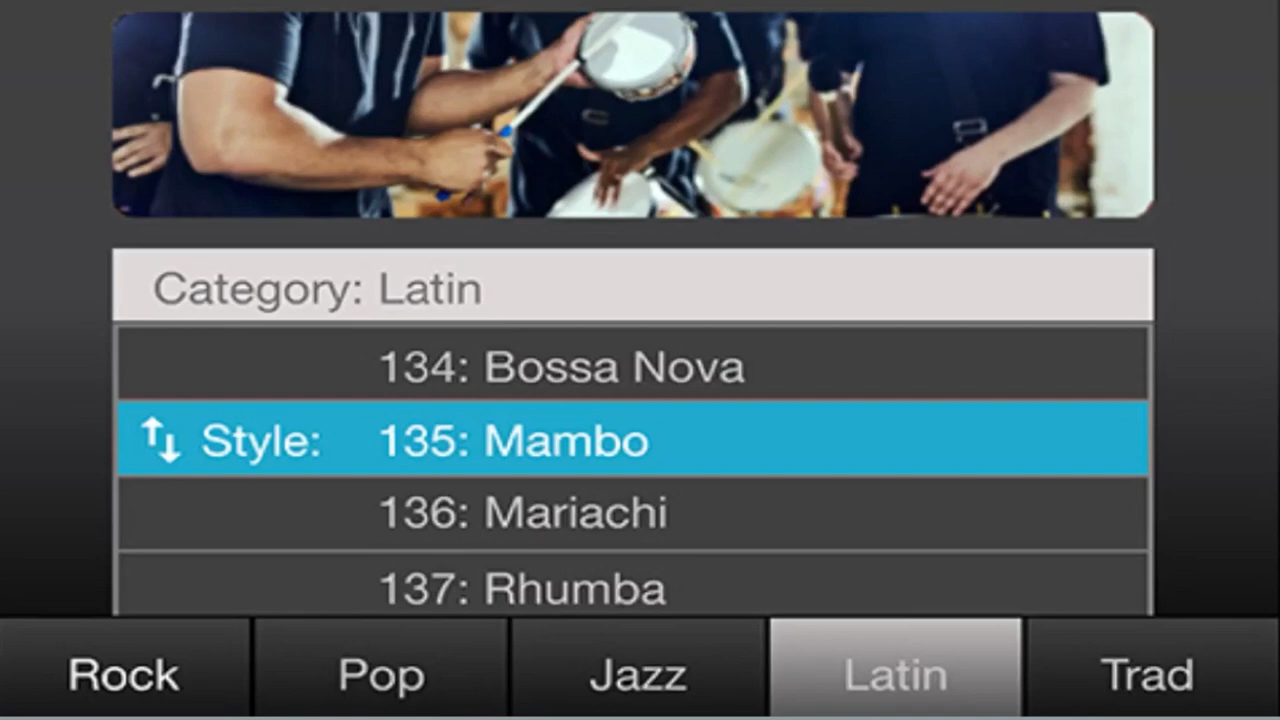 Category: Latin
134: Bossa Nova
Style: 135: Mambo
136: Mariachi
137: Rhumba
Rock Pop Jazz Latin Trad